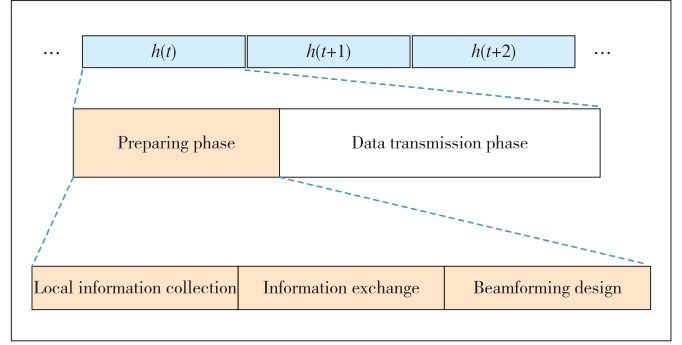 ... h(t) h(t+1) h(t+2) ...
Preparing phase Data transmission phase
Local information collection Information exchange Beamforming design